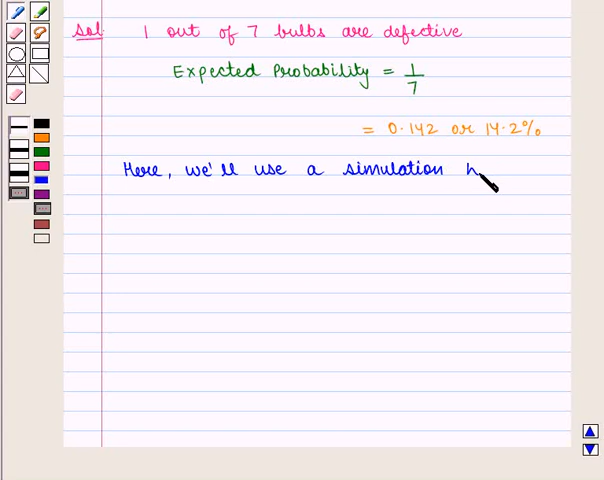 Sol 1 out of 7 bulbs are defective
Expected Probability = 1/7
= 0.142 or 14.2%
Here, we'll use a simulation